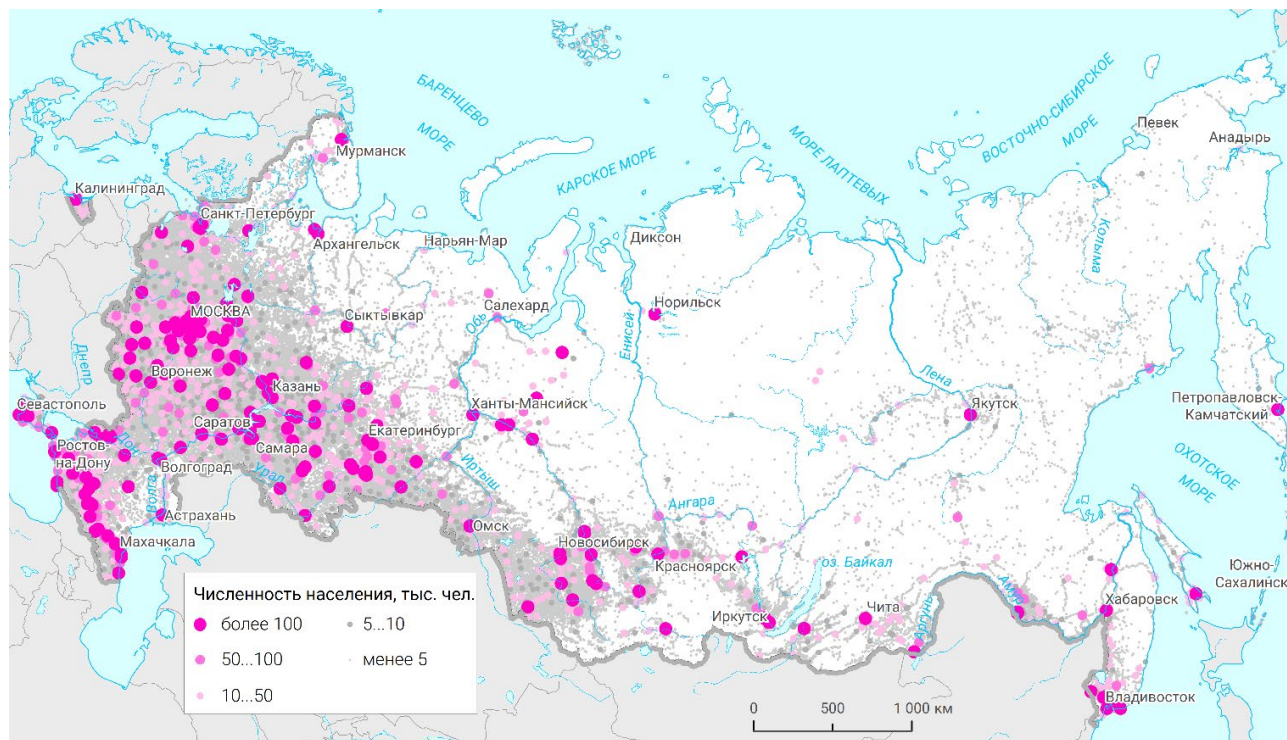 БАРЕНЦЕВО
МОРЕ
КАРСКОЕ МОРЕ
МОРЕ ЛАПТЕВЫХ
ВОСТОЧНО-СИБИРСКОЕ
МОРЕ
Певек
Анадырь
Мурманск
Калининград
Санкт-Петербург
Архангельск
Нарьян-Мар
Диксон
Колыма
Салехард
Норильск
МОСКВА
Сыктывкар
Обь
Енисей
Днепр
Воронеж
Казань
Лена
Севастополь
Ханты-Мансийск
Якутск
Петропавловск-
Камчатский
Саратов
Екатеринбург
Ростов-
на-Дону
Дон
Самара
Волгоград
Урал
Иртыш
ОХОТСКОЕ
МОРЕ
Волга
Астрахань
Омск
Ангара
Махачкала
Новосибирск
Красноярск
оз. Байкал
Южно-
Сахалинск
Иркутск
Чита
Аргунь
Амур
Хабаровск
Владивосток
Численность населения, тыс. чел.
более 100
5...10
50...100
менее 5
10...50
0 500 1 000 км